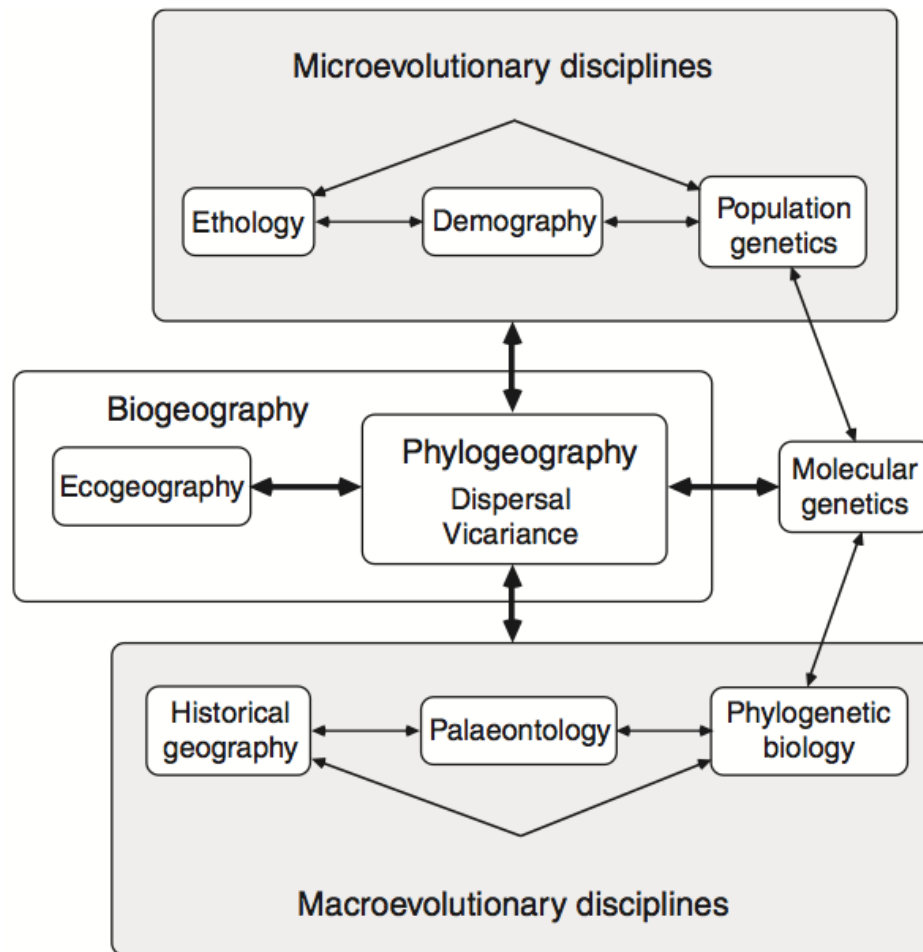 Microevolutionary disciplines
Ethology
Demography
Population
genetics
Biogeography
Ecogeography
Phylogeography
Dispersal
Vicariance
Molecular
genetics
Historical
geography
Palaeontology
Phylogenetic
biology
Macroevolutionary disciplines